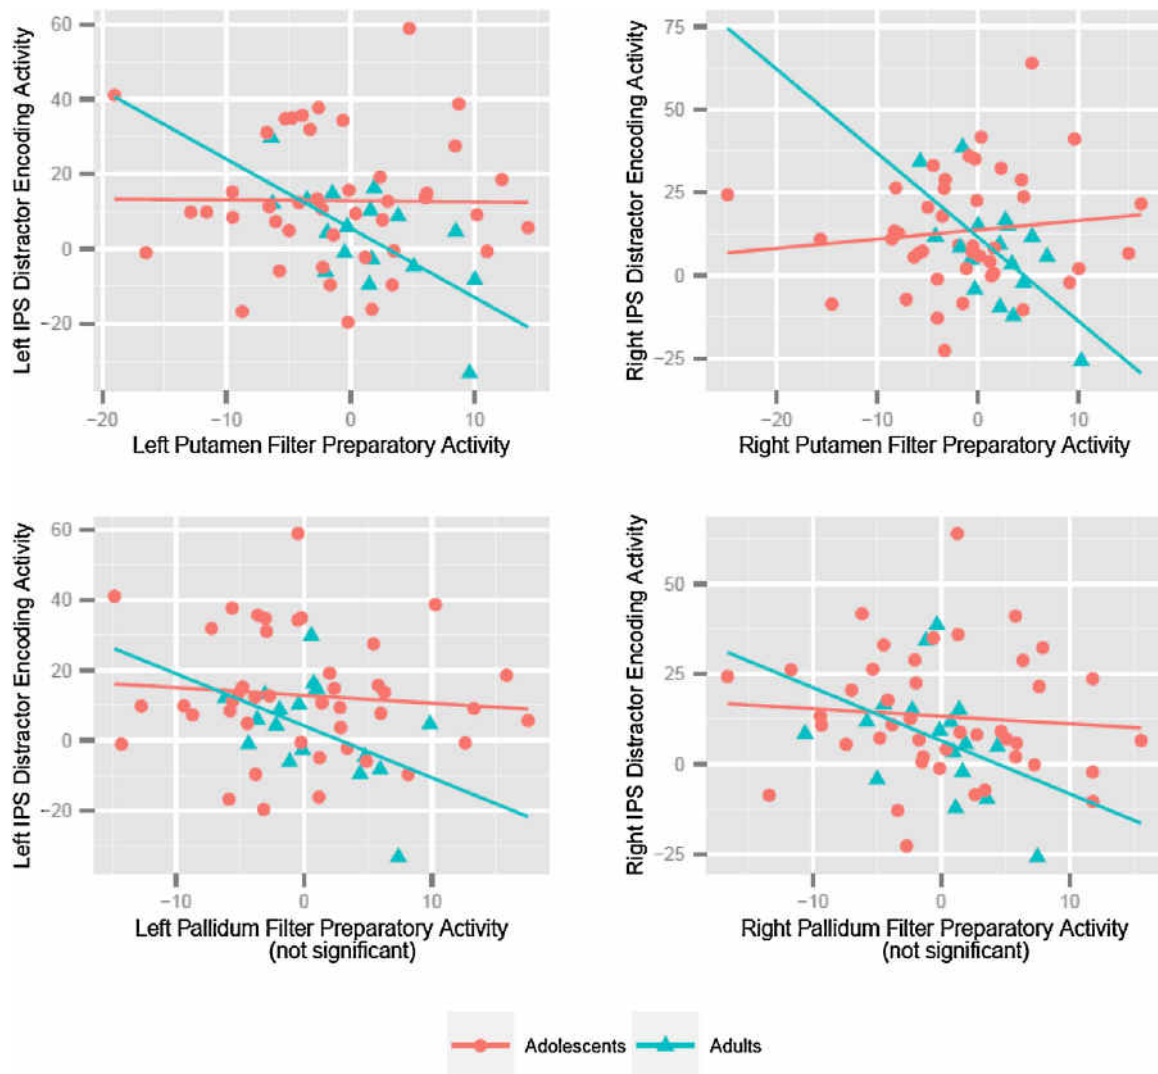 60
40
20
0
−20
Left IPS Distractor Encoding Activity
−20 −10 0 10
Left Putamen Filter Preparatory Activity
75
50
25
0
−25
Right IPS Distractor Encoding Activity
−20 −10 0 10
Right Putamen Filter Preparatory Activity
60
40
20
0
−20
Left IPS Distractor Encoding Activity
−10 0 10
Left Pallidum Filter Preparatory Activity
(not significant)
50
25
0
−25
Right IPS Distractor Encoding Activity
−10 0 10
Right Pallidum Filter Preparatory Activity
(not significant)
Adolescents Adults